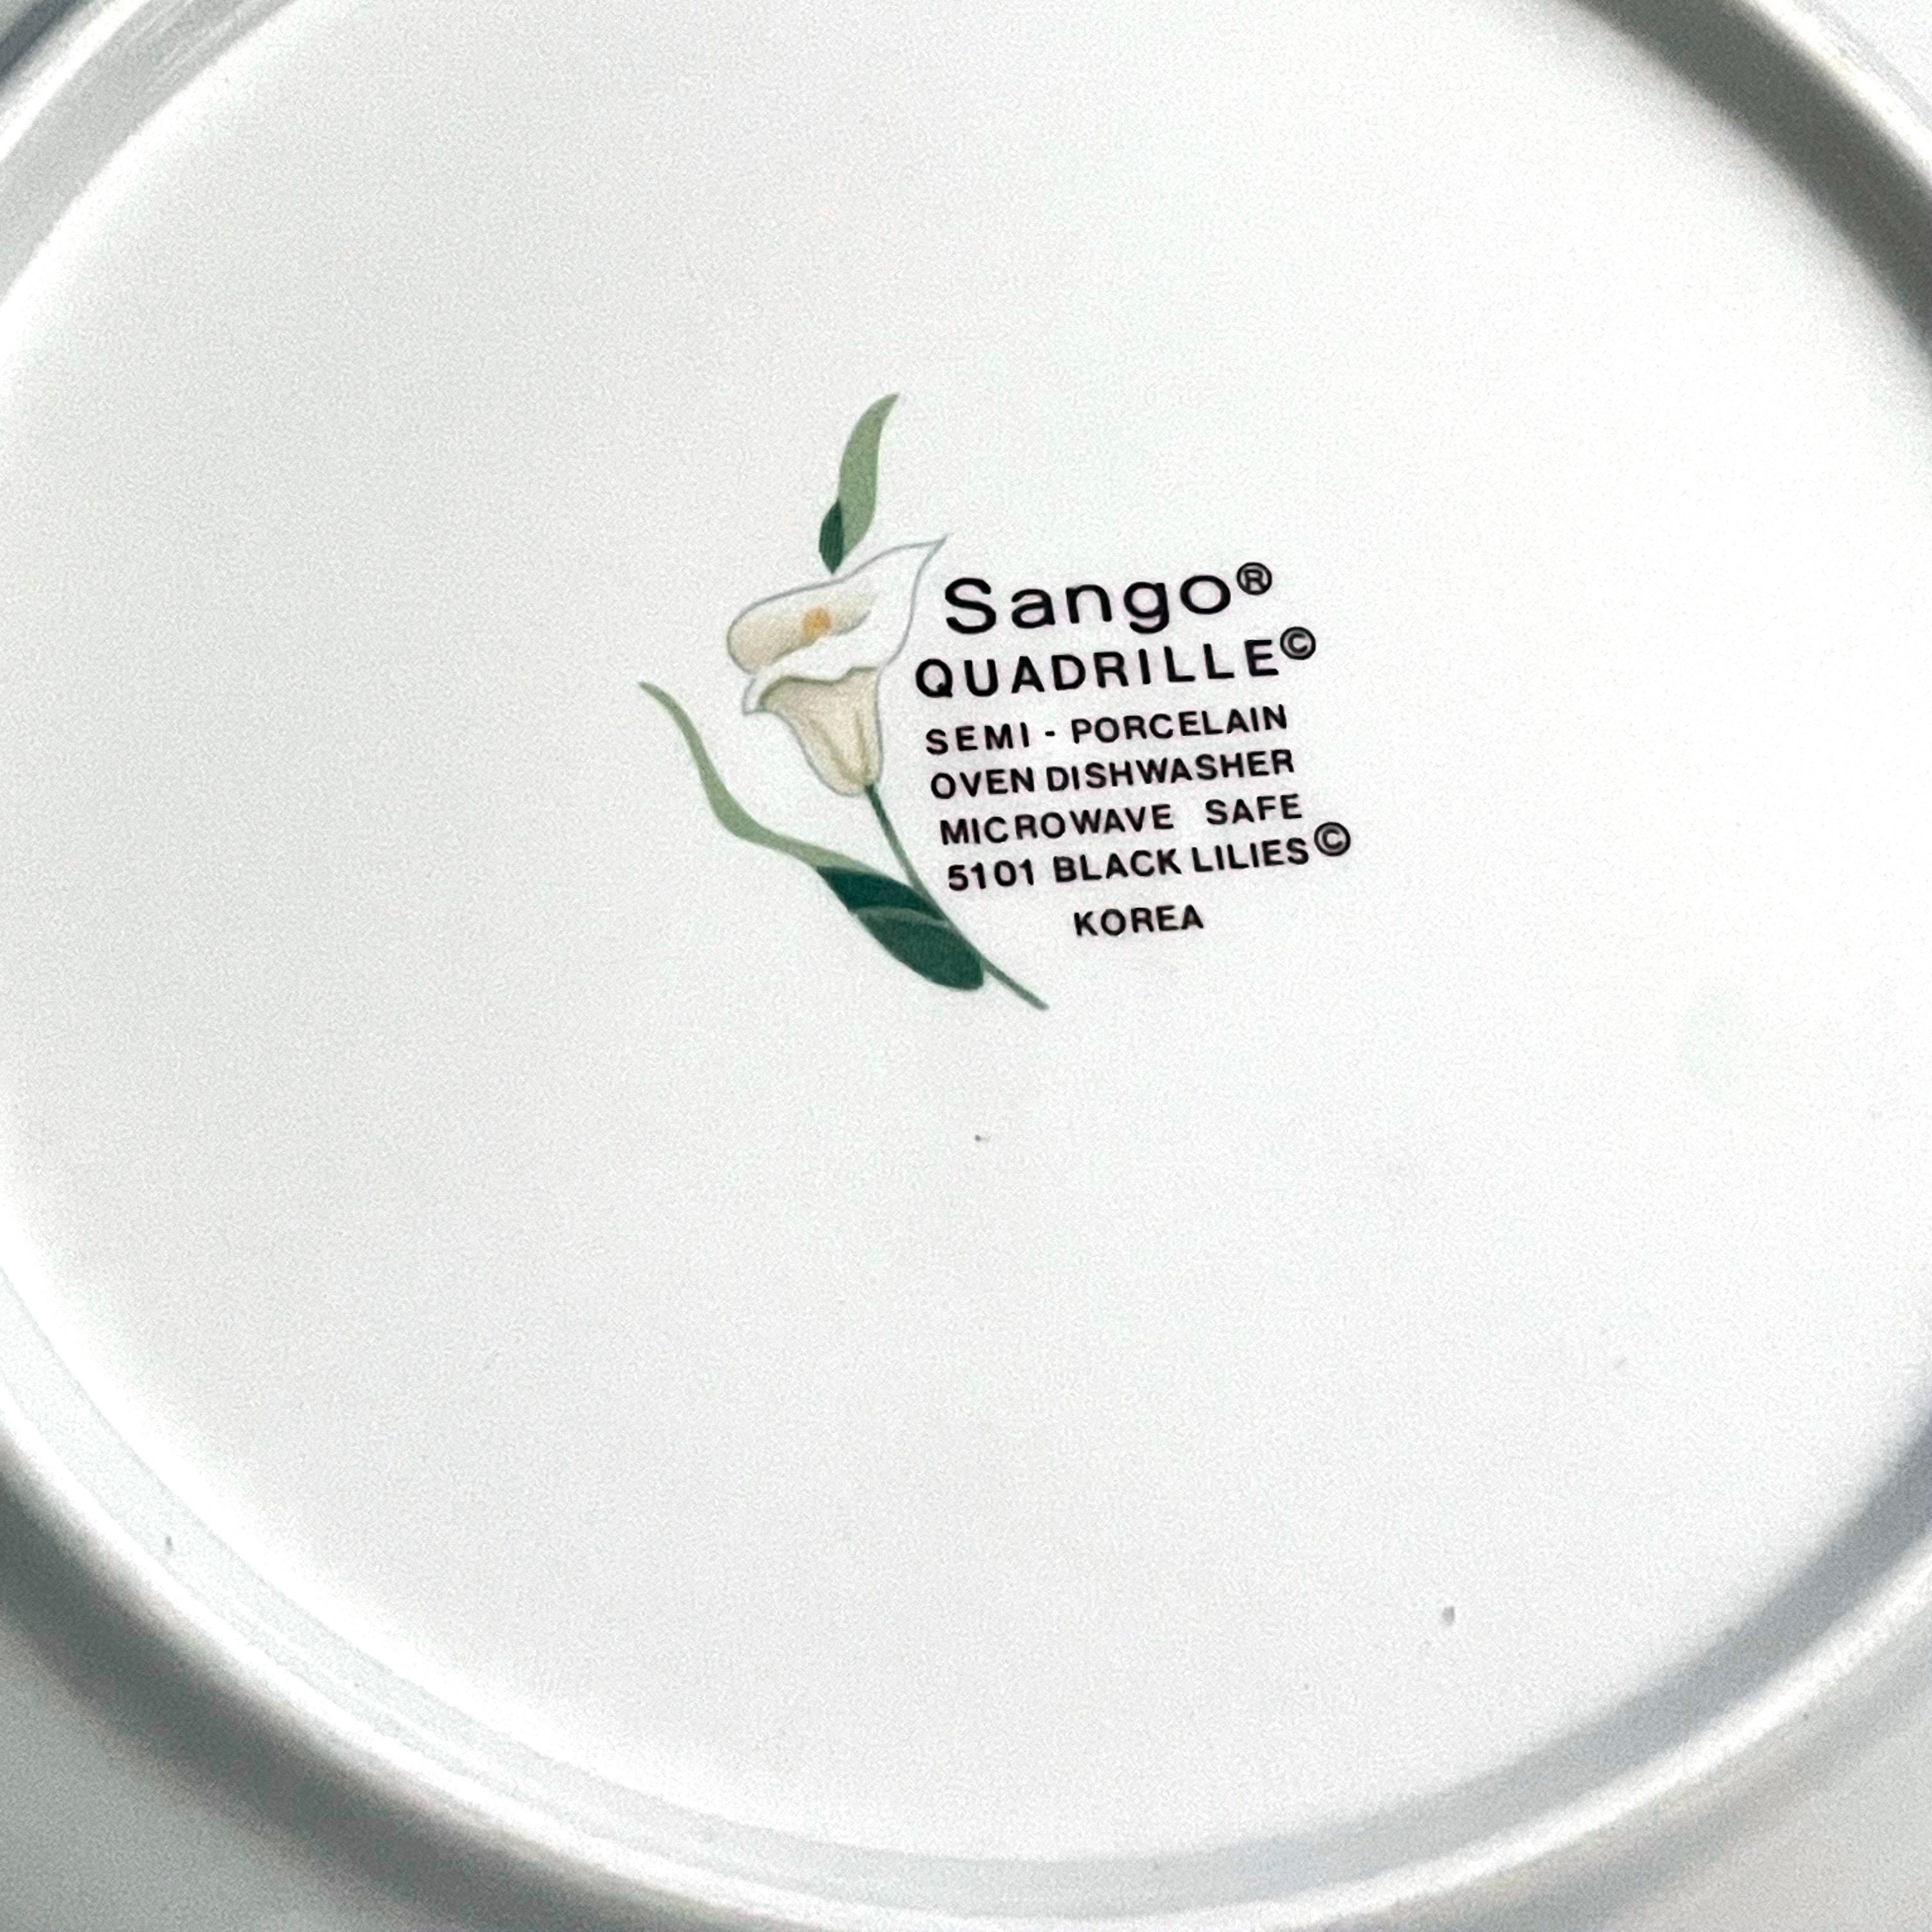 Sango®
QUADRILLE©
SEMI - PORCELAIN
OVEN DISHWASHER
MICROWAVE SAFE
5101 BLACK LILIES©
KOREA